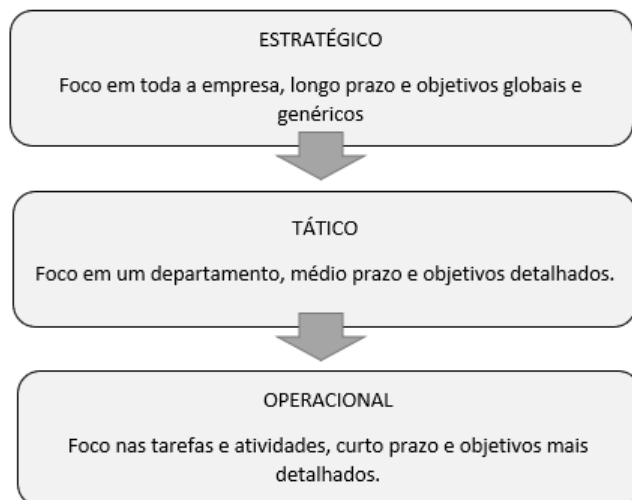 ESTRATÉGICO
Foco em toda a empresa, longo prazo e objetivos globais e
genéricos
TÁTICO
Foco em um departamento, médio prazo e objetivos detalhados.
OPERACIONAL
Foco nas tarefas e atividades, curto prazo e objetivos mais
detalhados.